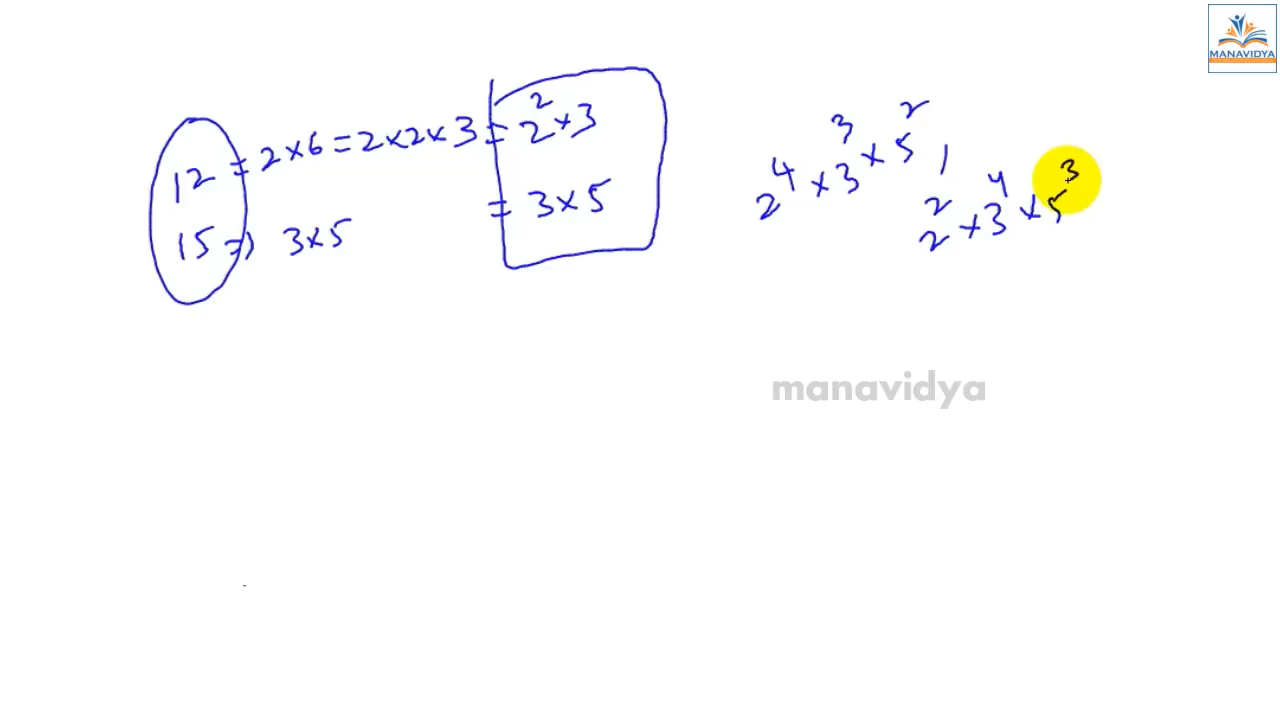 MANAVIDYA
12 = 2×6 = 2×2×3 = 2²×3
15 ⇒ 3×5 = 3×5
2⁴×3³×5²,
2²×3⁴×5³
manavidya